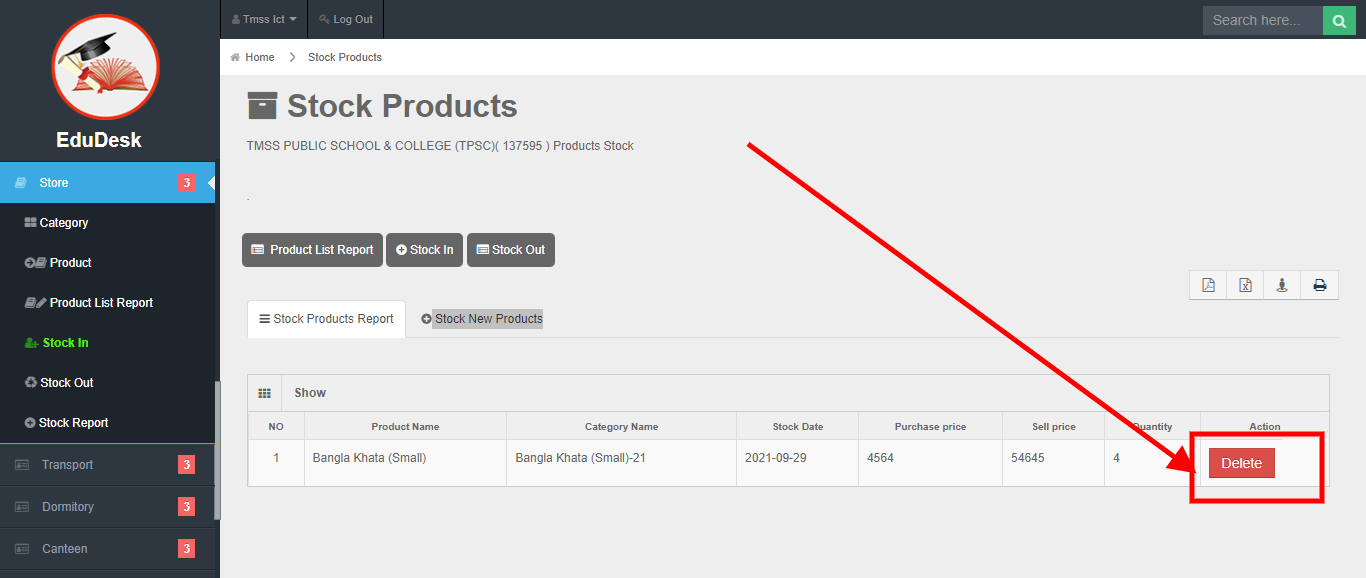 Tmss Ict
Log Out
Search here...
EduDesk
Home
Stock Products
Stock Products
TMSS PUBLIC SCHOOL & COLLEGE (TPSC)( 137595 ) Products Stock
.
Store 3
Category
Product
Product List Report
Stock In
Stock Out
Stock Report
Transport 3
Dormitory 3
Canteen 3
Product List Report Stock In Stock Out
Stock Products Report Stock New Products
Show
NO Product Name Category Name Stock Date Purchase price Sell price Quantity Action
1 Bangla Khata (Small) Bangla Khata (Small)-21 2021-09-29 4564 54645 4 Delete